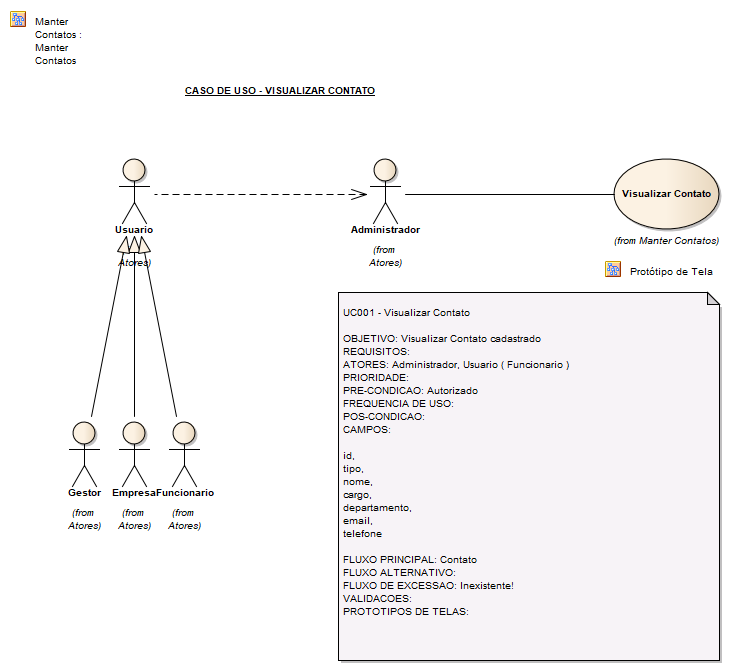 Manter
Contatos :
Manter
Contatos
CASO DE USO - VISUALIZAR CONTATO
Usuario
(from
Atores)
Administrador
(from
Atores)
Visualizar Contato
(from Manter Contatos)
Protótipo de Tela
UC001 - Visualizar Contato
OBJETIVO: Visualizar Contato cadastrado
REQUISITOS:
ATORES: Administrador, Usuario ( Funcionario )
PRIORIDADE:
PRE-CONDICAO: Autorizado
FREQUENCIA DE USO:
POS-CONDICAO:
CAMPOS:
id,
tipo,
nome,
cargo,
departamento,
email,
telefone
FLUXO PRINCIPAL: Contato
FLUXO ALTERNATIVO:
FLUXO DE EXCESSAO: Inexistente!
VALIDACOES:
PROTOTIPOS DE TELAS:
Gestor
(from
Atores)
Empresa
(from
Atores)
Funcionario
(from
Atores)